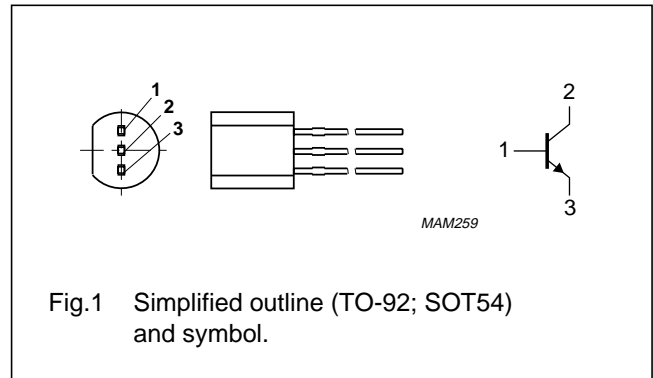 1
2
3
2
1
3
MAM259
Fig.1 Simplified outline (TO-92; SOT54)
and symbol.